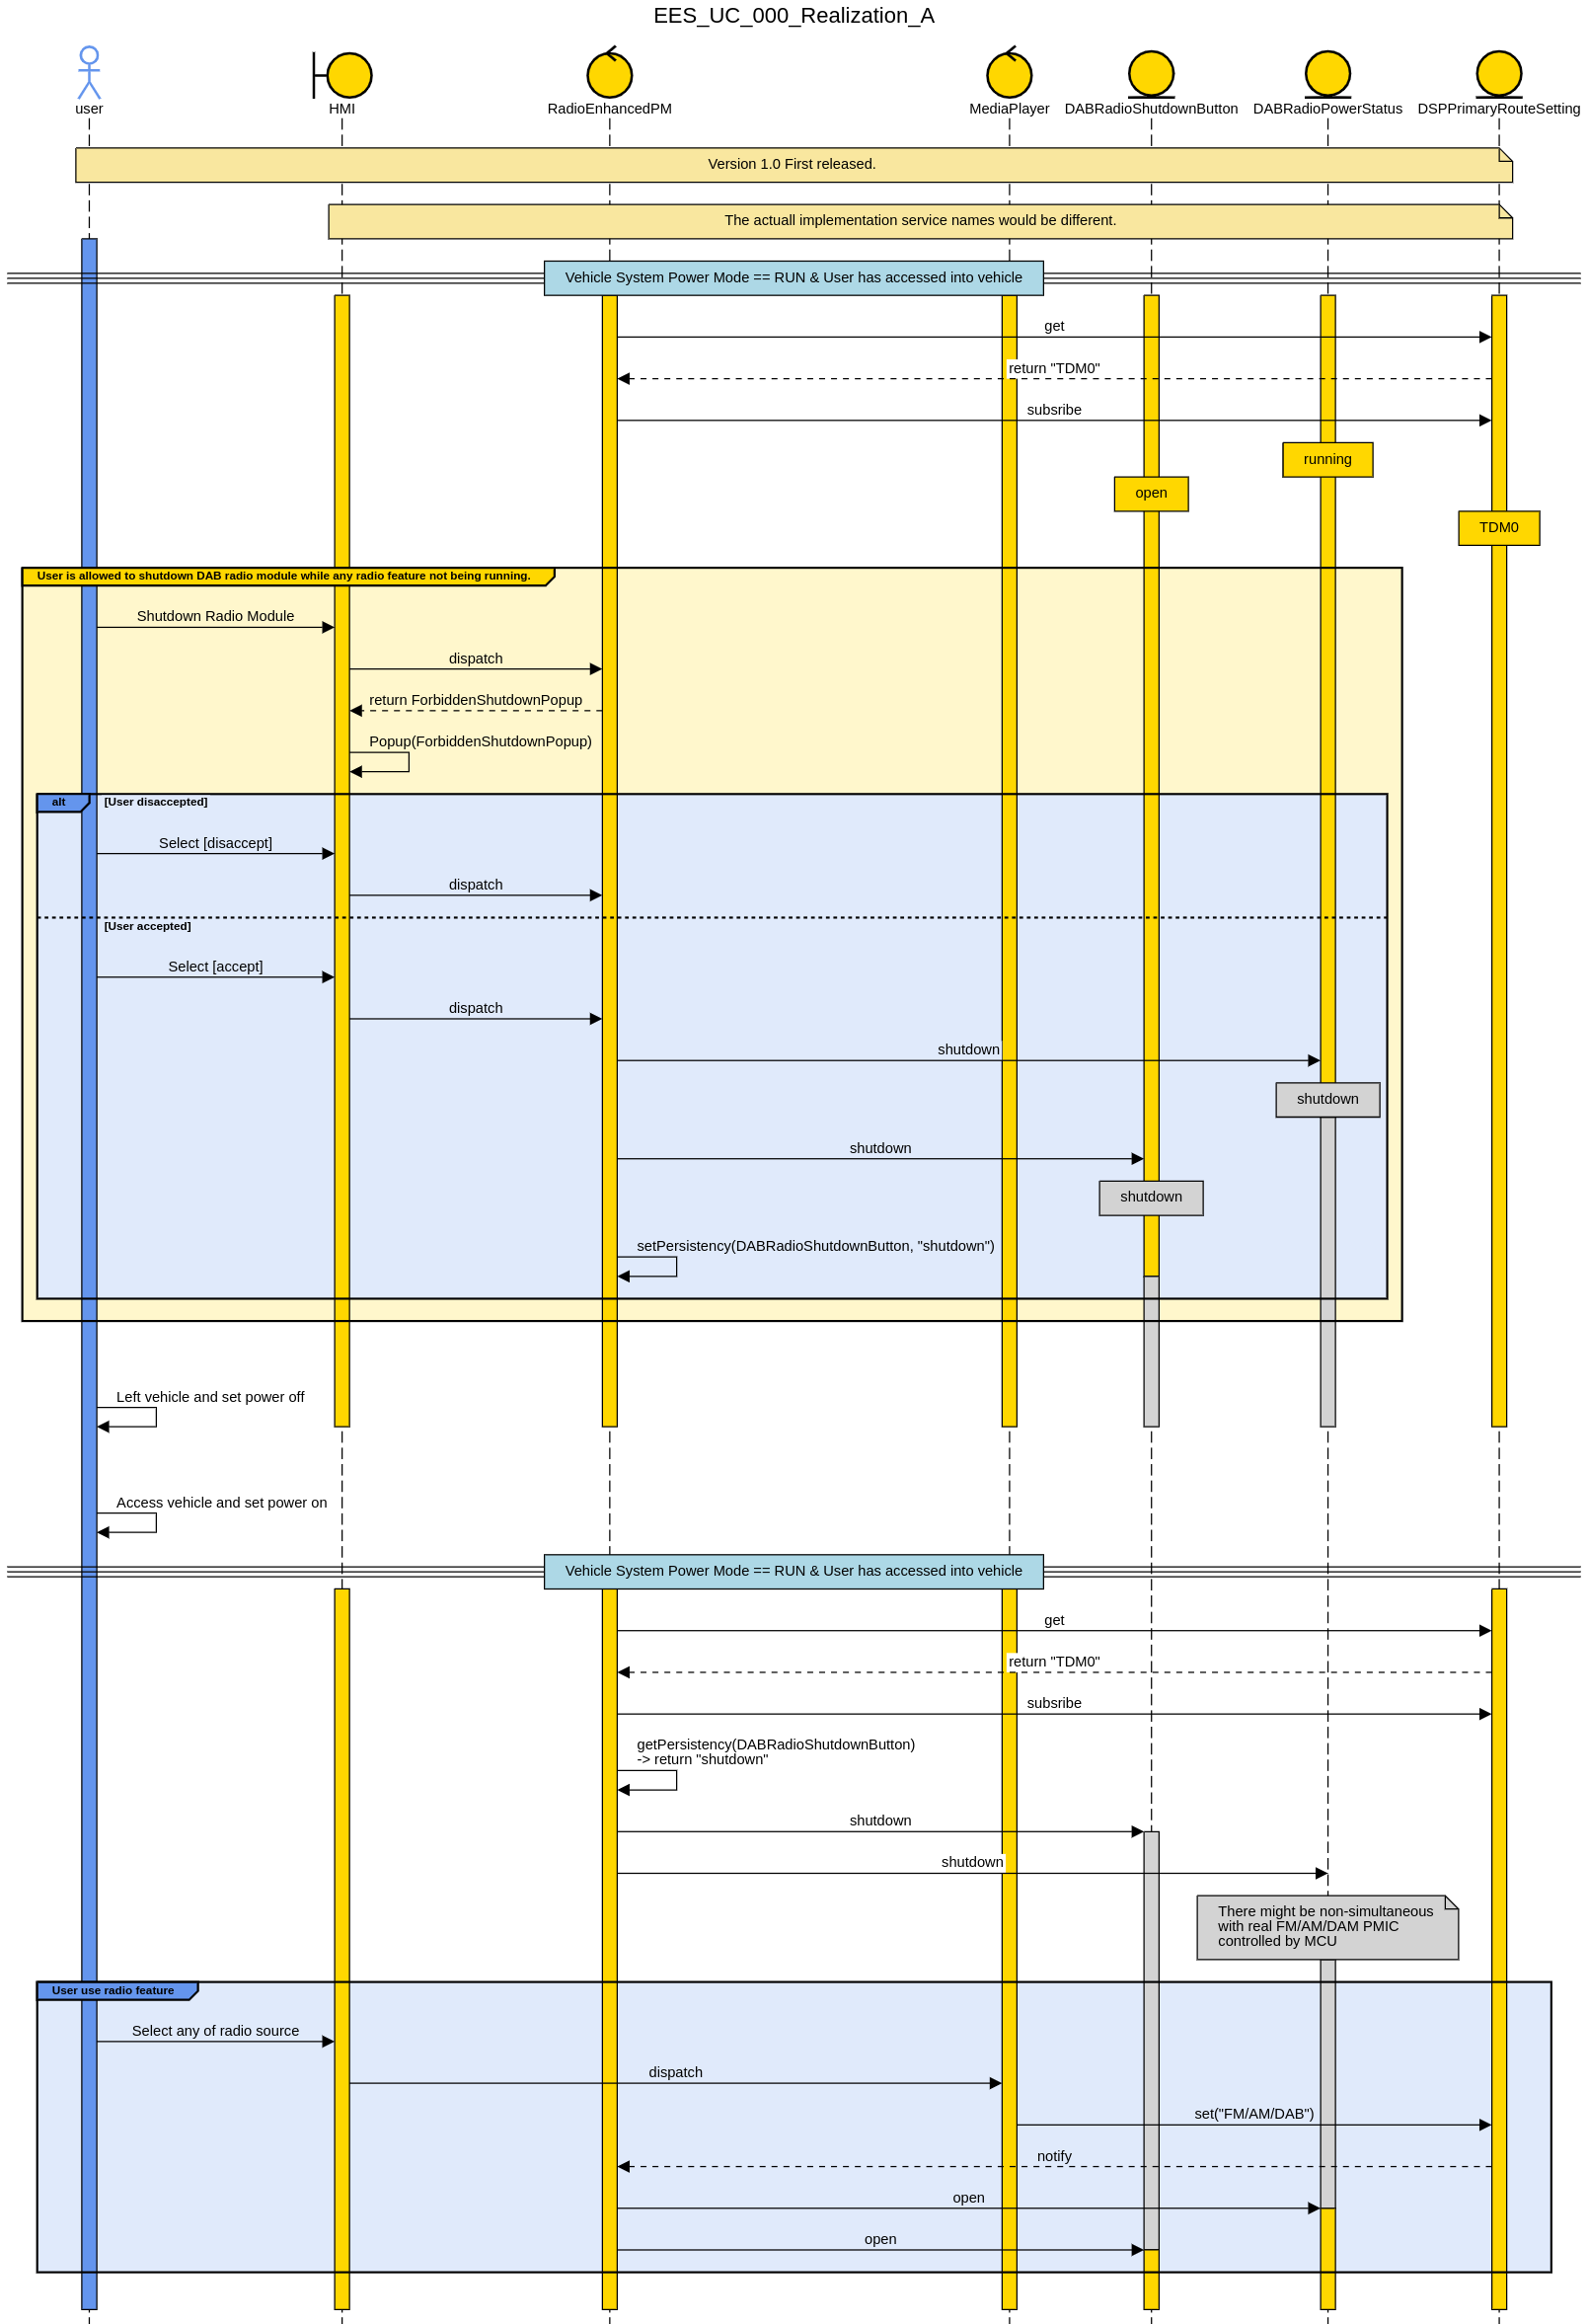 EES_UC_000_Realization_A
user
HMI
RadioEnhancedPM
MediaPlayer
DABRadioShutdownButton
DABRadioPowerStatus
DSPPrimaryRouteSetting
Version 1.0 First released.
The actuall implementation service names would be different.
Vehicle System Power Mode == RUN & User has accessed into vehicle
get
return "TDM0"
subsribe
running
open
TDM0
User is allowed to shutdown DAB radio module while any radio feature not being running.
Shutdown Radio Module
dispatch
return ForbiddenShutdownPopup
Popup(ForbiddenShutdownPopup)
alt
[User disaccepted]
Select [disaccept]
dispatch
[User accepted]
Select [accept]
dispatch
shutdown
shutdown
shutdown
shutdown
setPersistency(DABRadioShutdownButton, "shutdown")
Left vehicle and set power off
Access vehicle and set power on
Vehicle System Power Mode == RUN & User has accessed into vehicle
get
return "TDM0"
subsribe
getPersistency(DABRadioShutdownButton)
-> return "shutdown"
shutdown
shutdown
There might be non-simultaneous
with real FM/AM/DAM PMIC
controlled by MCU
User use radio feature
Select any of radio source
dispatch
set("FM/AM/DAB")
notify
open
open